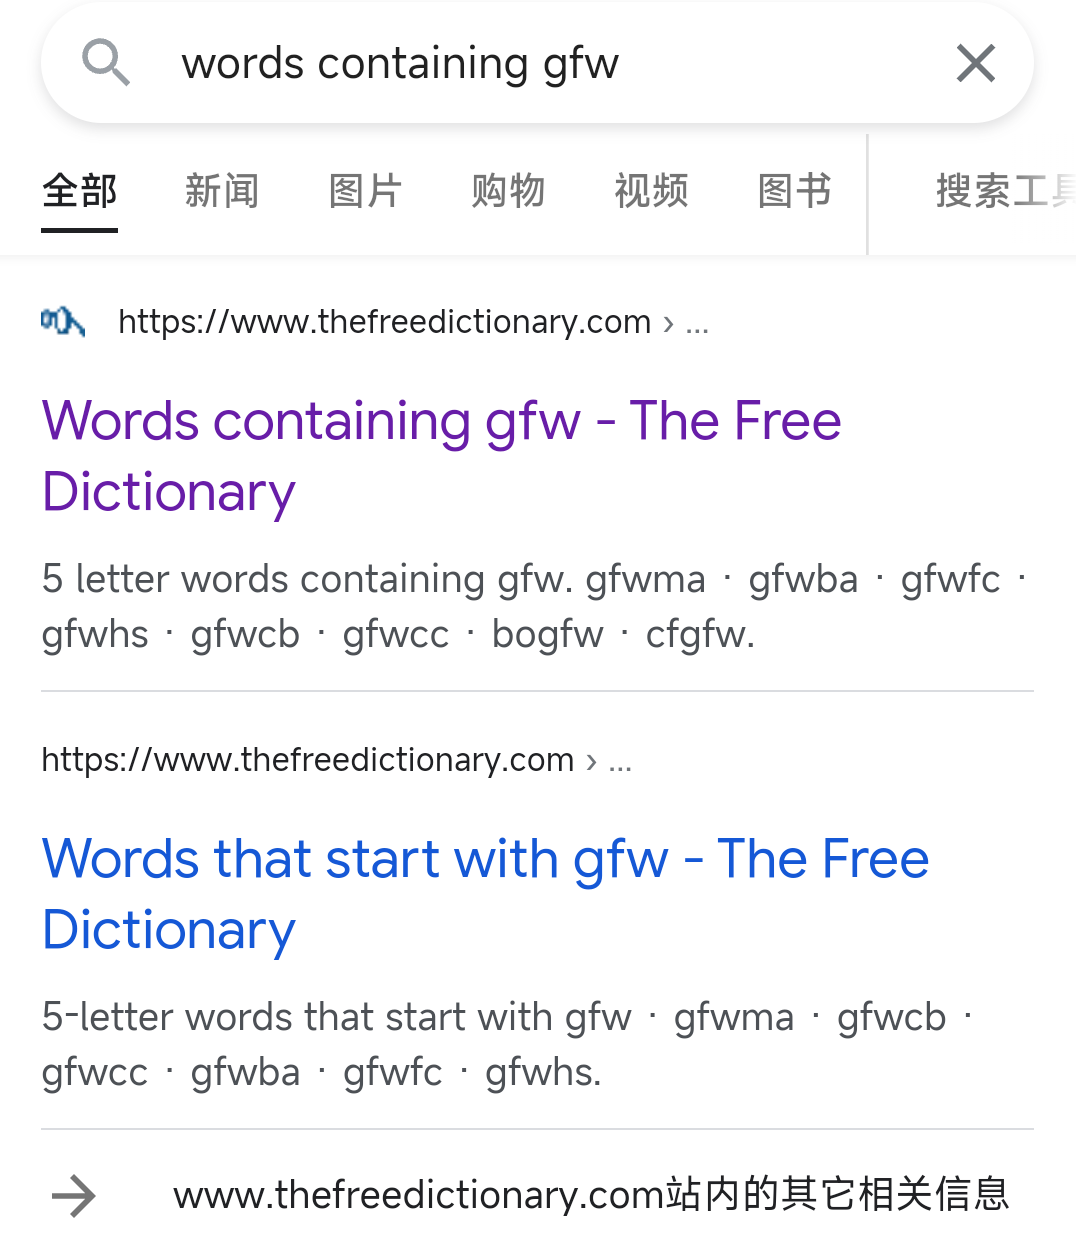 words containing gfw
全部 新闻 图片 购物 视频 图书 搜索工具
https://www.thefreedictionary.com › ...
Words containing gfw - The Free
Dictionary
5 letter words containing gfw. gfwma · gfwba · gfwfc ·
gfwhs · gfwcb · gfwcc · bogfw · cfgfw.
https://www.thefreedictionary.com › ...
Words that start with gfw - The Free
Dictionary
5-letter words that start with gfw · gfwma · gfwcb ·
gfwcc · gfwba · gfwfc · gfwhs.
www.thefreedictionary.com站内的其它相关信息